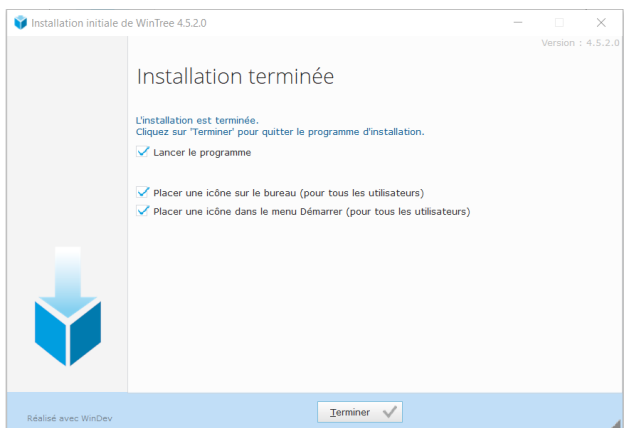 Installation initiale de WinTree 4.5.2.0
Version : 4.5.2.0
Installation terminée
L'installation est terminée.
Cliquez sur 'Terminer' pour quitter le programme d'installation.
Lancer le programme
Placer une icône sur le bureau (pour tous les utilisateurs)
Placer une icône dans le menu Démarrer (pour tous les utilisateurs)
Terminer
Réalisé avec WinDev